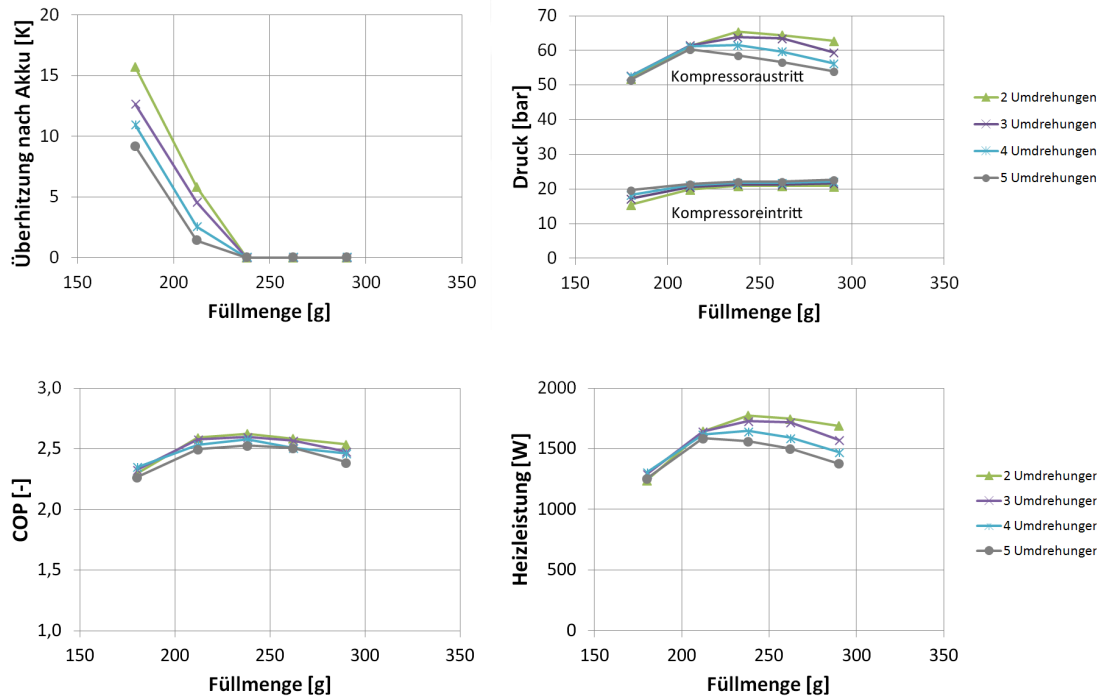 Überhitzung nach Akku [K]
20
15
10
5
0
150 200 250 300 350
Füllmenge [g]
Druck [bar]
70
60
50
40
30
20
10
0
Kompressoraustritt
Kompressoreintritt
150 200 250 300 350
Füllmenge [g]
2 Umdrehungen
3 Umdrehungen
4 Umdrehungen
5 Umdrehungen
COP [-]
3,0
2,5
2,0
1,5
1,0
150 200 250 300 350
Füllmenge [g]
Heizleistung [W]
2000
1500
1000
500
0
150 200 250 300 350
Füllmenge [g]
2 Umdrehunger
3 Umdrehunger
4 Umdrehunger
5 Umdrehunger